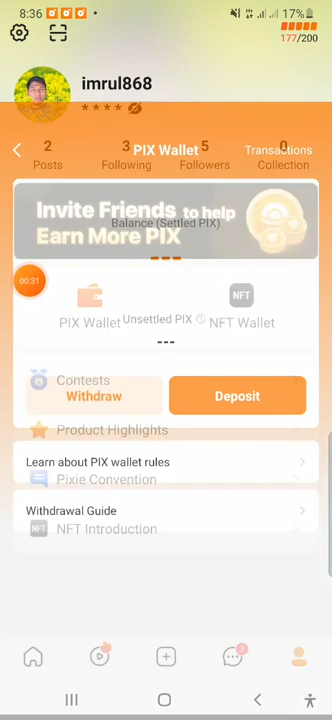 8:36
17%
177/200
imrul868
****
2 3 5 0
PIX Wallet
Transactions
Posts Following Followers Collection
Invite Friends to help
Earn More PIX
Balance (Settled PIX)
---
00:31
NFT
PIX Wallet NFT Wallet
Unsettled PIX ?
---
Contests
Withdraw Deposit
Product Highlights
Learn about PIX wallet rules
Pixie Convention
Withdrawal Guide
NFT NFT Introduction